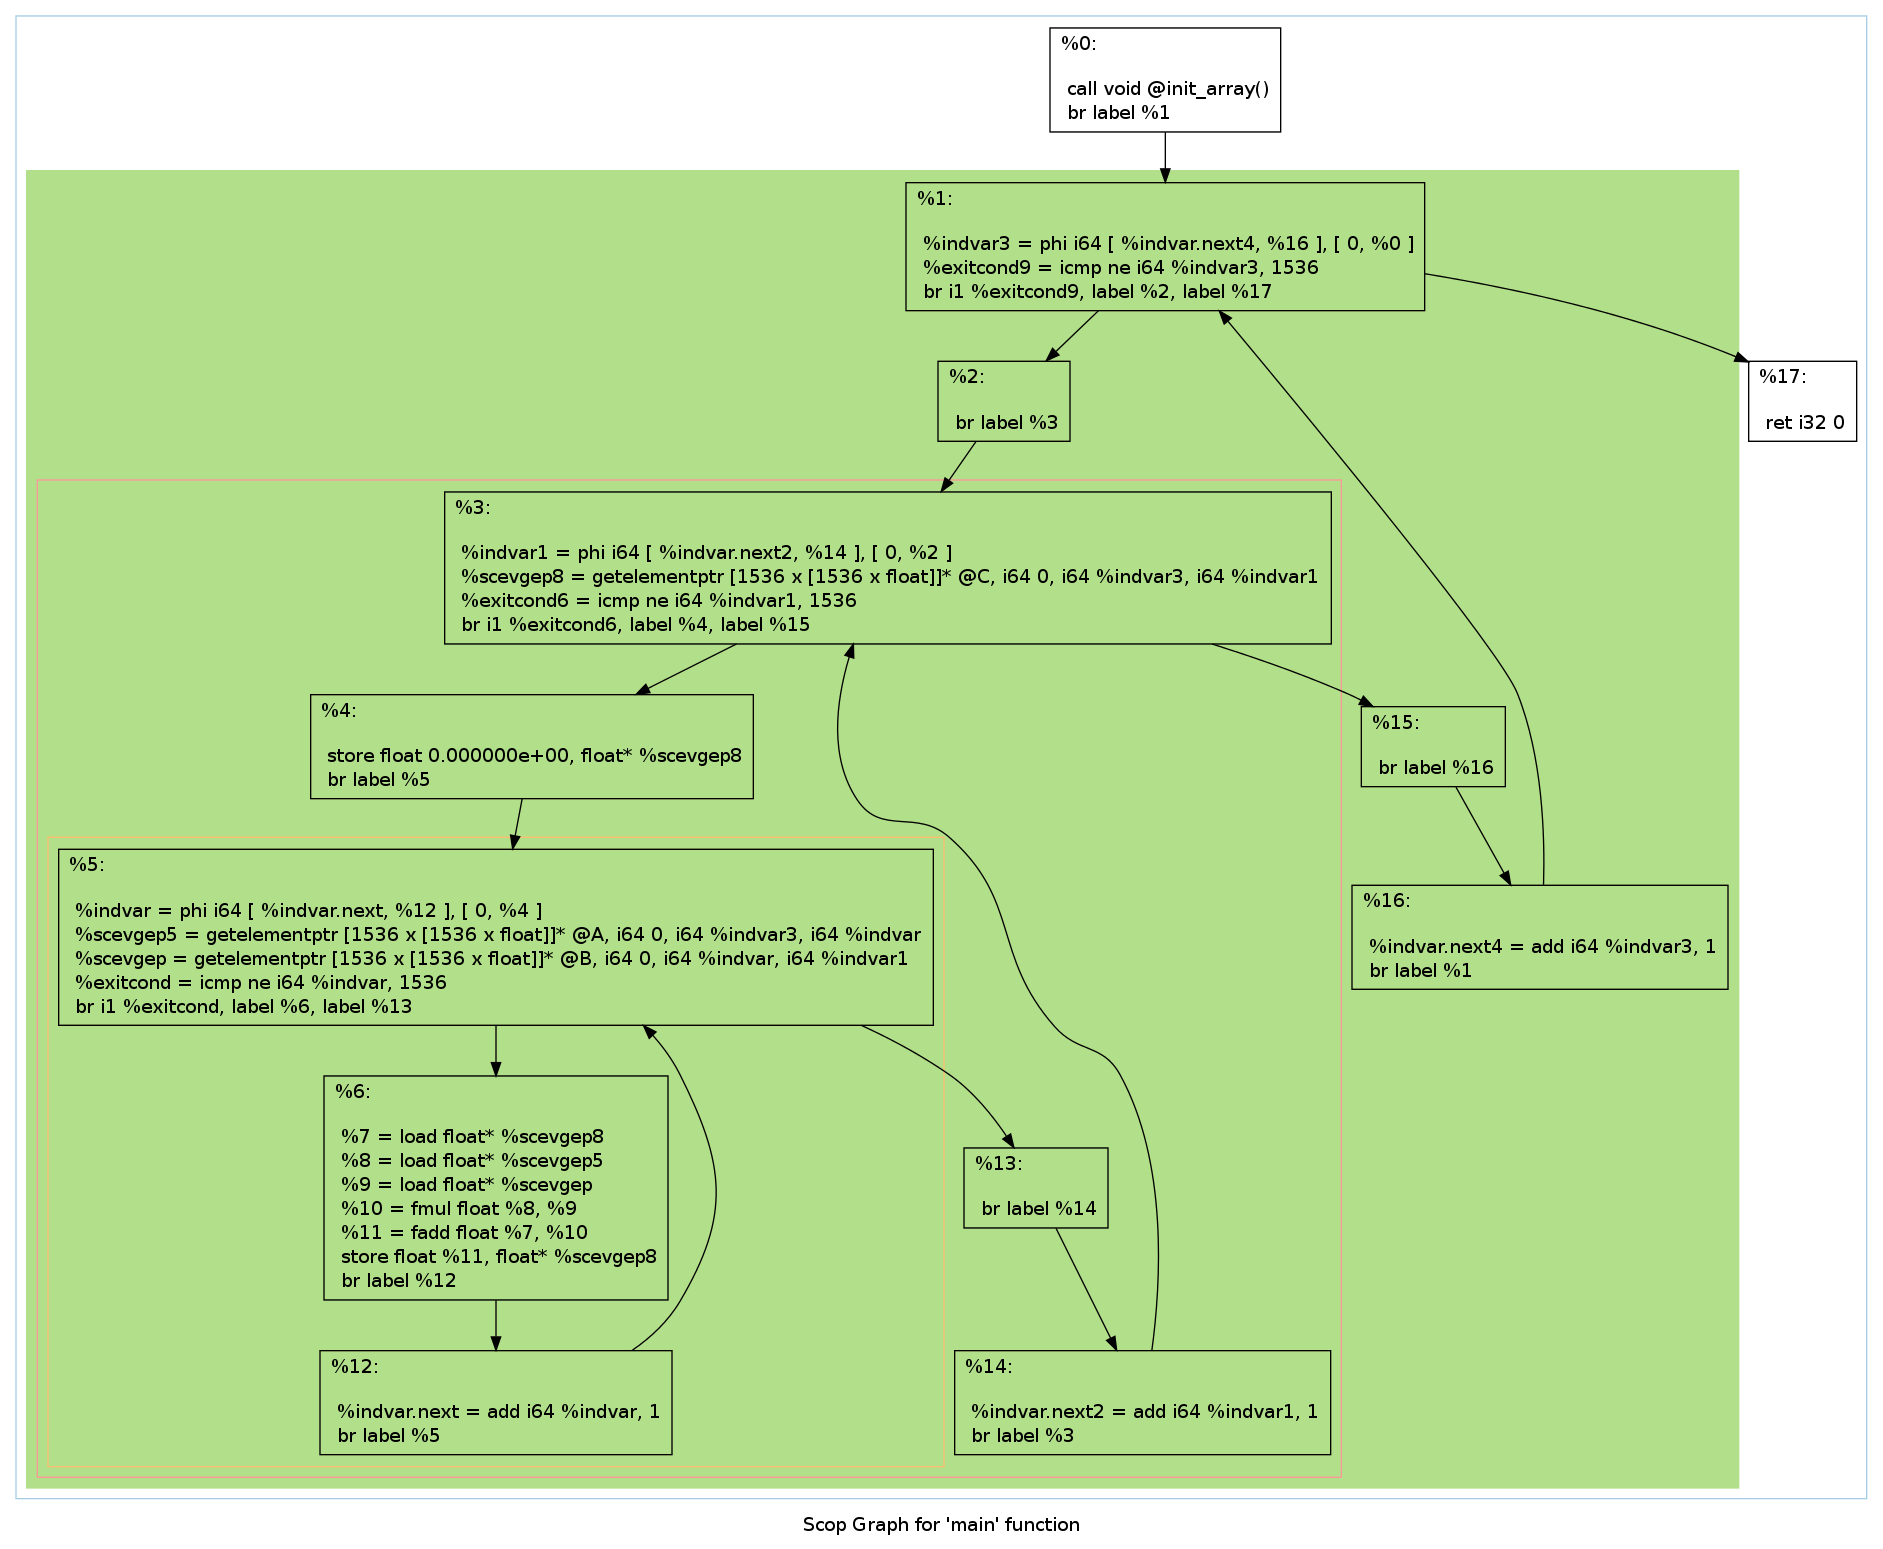 %0:
call void @init_array()
br label %1
%1:
%indvar3 = phi i64 [ %indvar.next4, %16 ], [ 0, %0 ]
%exitcond9 = icmp ne i64 %indvar3, 1536
br i1 %exitcond9, label %2, label %17
%2:
br label %3
%17:
ret i32 0
%3:
%indvar1 = phi i64 [ %indvar.next2, %14 ], [ 0, %2 ]
%scevgep8 = getelementptr [1536 x [1536 x float]]* @C, i64 0, i64 %indvar3, i64 %indvar1
%exitcond6 = icmp ne i64 %indvar1, 1536
br i1 %exitcond6, label %4, label %15
%4:
store float 0.000000e+00, float* %scevgep8
br label %5
%15:
br label %16
%5:
%indvar = phi i64 [ %indvar.next, %12 ], [ 0, %4 ]
%scevgep5 = getelementptr [1536 x [1536 x float]]* @A, i64 0, i64 %indvar3, i64 %indvar
%scevgep = getelementptr [1536 x [1536 x float]]* @B, i64 0, i64 %indvar, i64 %indvar1
%exitcond = icmp ne i64 %indvar, 1536
br i1 %exitcond, label %6, label %13
%16:
%indvar.next4 = add i64 %indvar3, 1
br label %1
%6:
%7 = load float* %scevgep8
%8 = load float* %scevgep5
%9 = load float* %scevgep
%10 = fmul float %8, %9
%11 = fadd float %7, %10
store float %11, float* %scevgep8
br label %12
%13:
br label %14
%12:
%indvar.next = add i64 %indvar, 1
br label %5
%14:
%indvar.next2 = add i64 %indvar1, 1
br label %3
Scop Graph for 'main' function